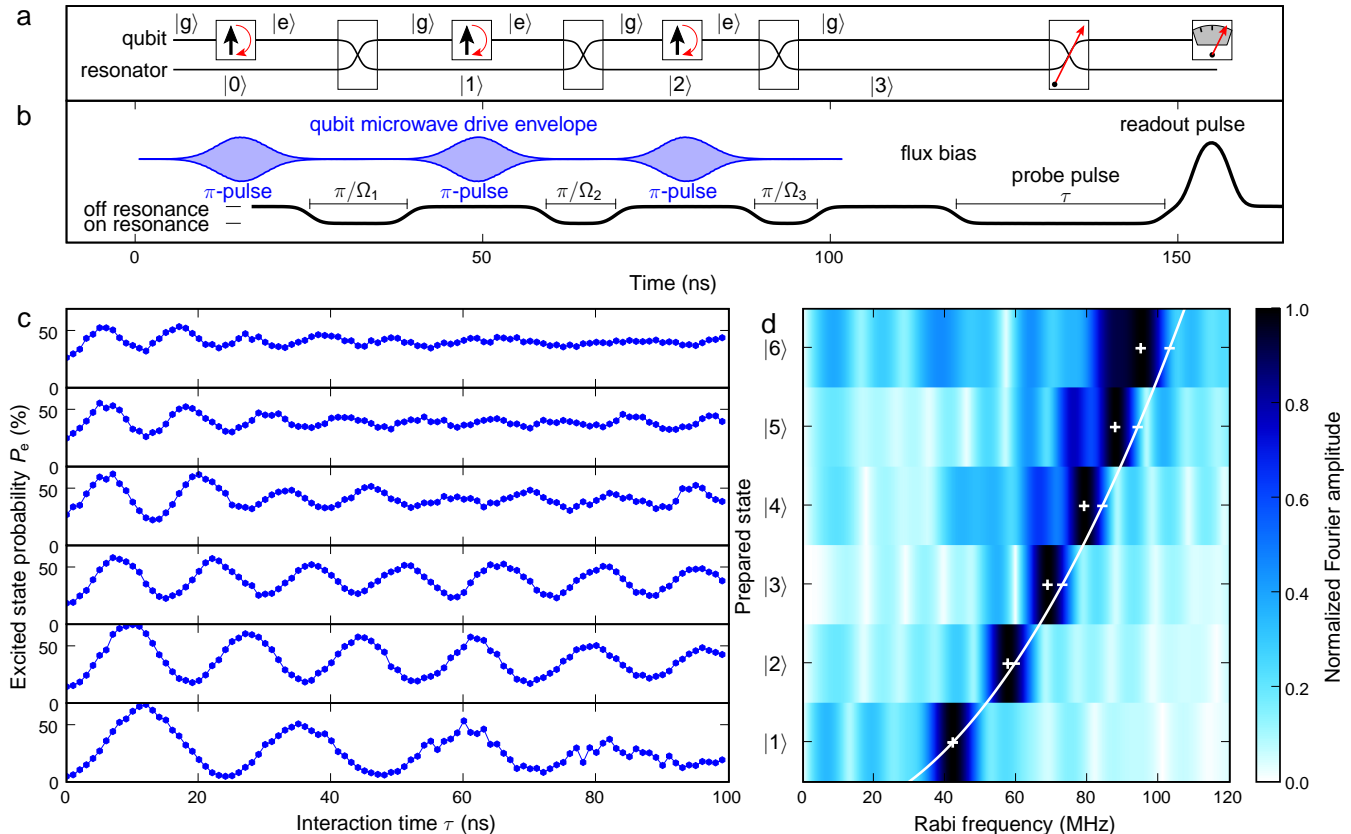 a
|g⟩ |e⟩ |g⟩ |e⟩ |g⟩ |e⟩ |g⟩
qubit
resonator
|0⟩ |1⟩ |2⟩ |3⟩
b
qubit microwave drive envelope
readout pulse
flux bias
π-pulse π/Ω1 π-pulse π/Ω2 π-pulse π/Ω3
probe pulse
τ
off resonance
on resonance
0 50 100 150
Time (ns)
c
Excited state probability Pe (%)
50
0
50
0
50
0
50
0
50
0
50
0
0 20 40 60 80 100
Interaction time τ (ns)
d
Prepared state
|6⟩
|5⟩
|4⟩
|3⟩
|2⟩
|1⟩
0 20 40 60 80 100 120
Rabi frequency (MHz)
1.0
0.8
0.6
0.4
0.2
0.0
Normalized Fourier amplitude